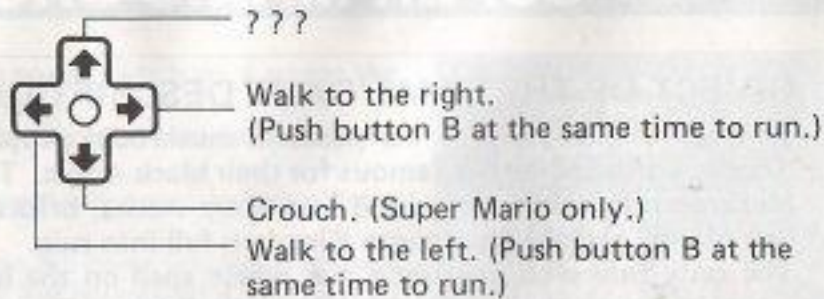 ???
Walk to the right.
(Push button B at the same time to run.)
Crouch. (Super Mario only.)
Walk to the left. (Push button B at the
same time to run.)